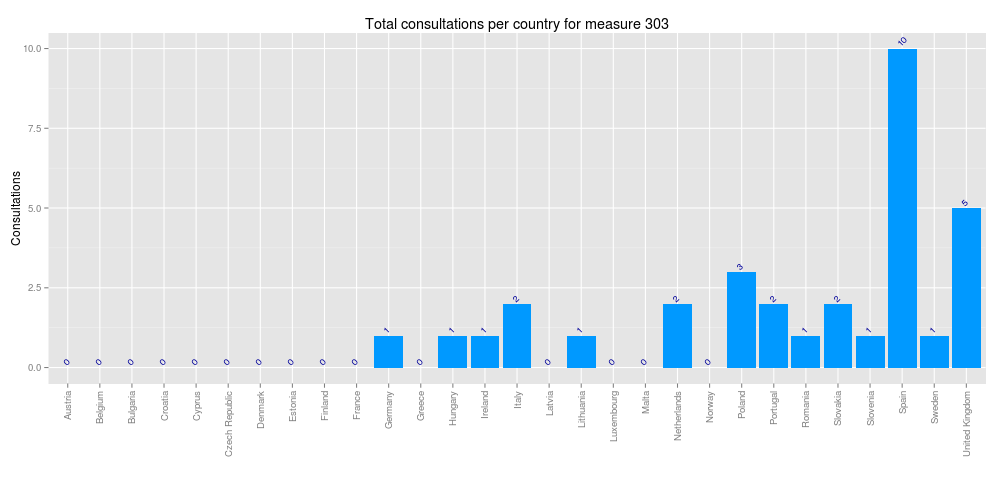 Total consultations per country for measure 303
Consultations
10.0
7.5
5.0
2.5
0.0
0 0 0 0 0 0 0 0 0 0 1 0 1 1 2 0 1 0 0 2 0 3 2 1 2 1 10 1 5
Austria
Belgium
Bulgaria
Croatia
Cyprus
Czech Republic
Denmark
Estonia
Finland
France
Germany
Greece
Hungary
Ireland
Italy
Latvia
Lithuania
Luxembourg
Malta
Netherlands
Norway
Poland
Portugal
Romania
Slovakia
Slovenia
Spain
Sweden
United Kingdom